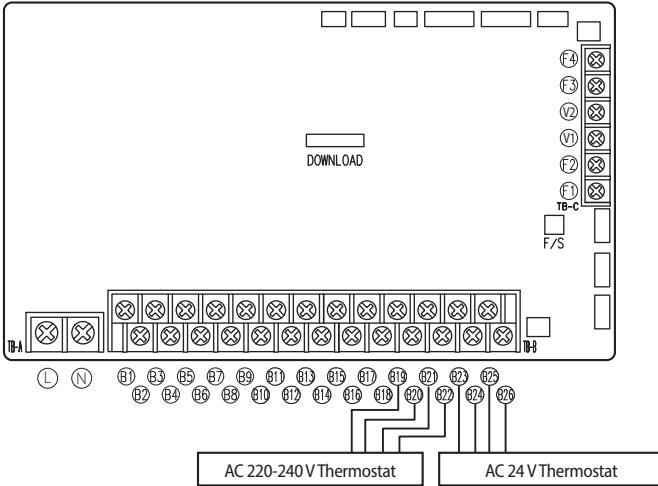 F4
F3
V2
V1
F2
F1
TB-C
DOWNLOAD
F/S
TB-A
TB-B
L N B1 B3 B5 B7 B9 B11 B13 B15 B17 B19 B21 B23 B25
B2 B4 B6 B8 B10 B12 B14 B16 B18 B20 B22 B24 B26
AC 220-240 V Thermostat AC 24 V Thermostat